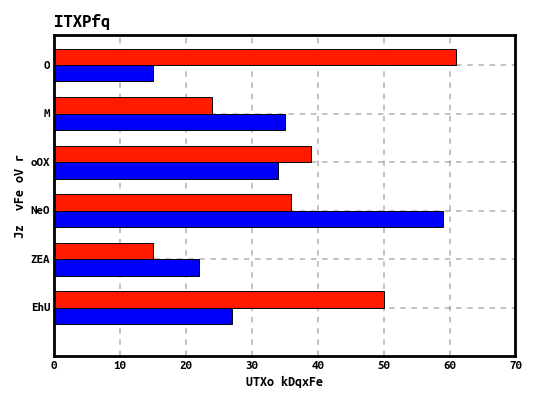 ITXPfq
O
M
oOX
NeO
ZEA
EhU
Jz vFe oV r
0 10 20 30 40 50 60 70
UTXo kDqxFe